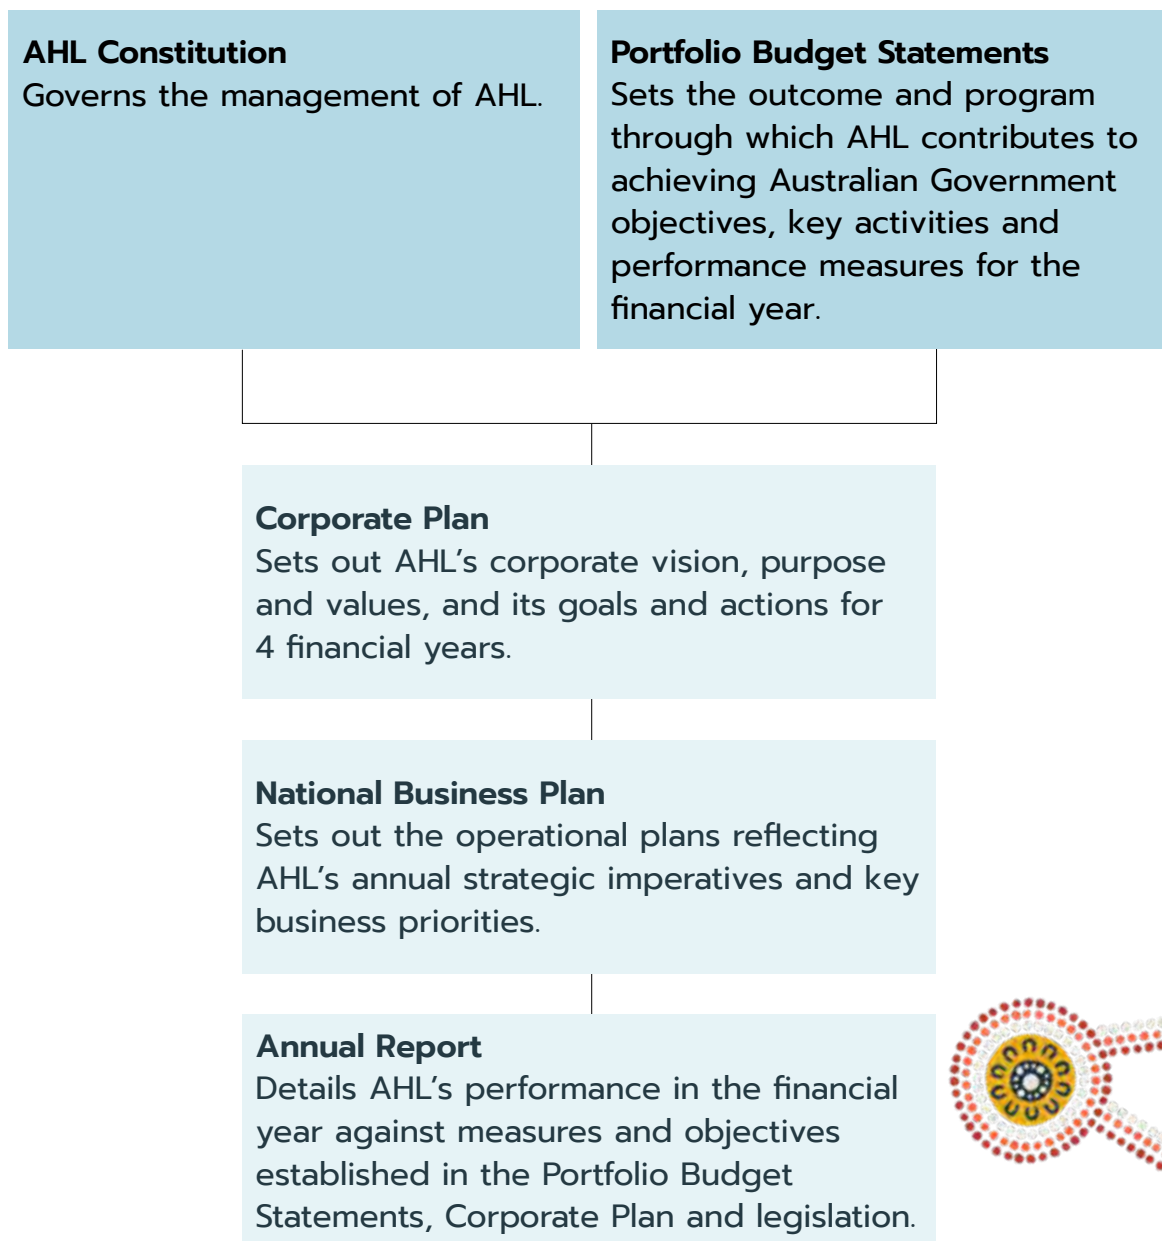 AHL Constitution
Governs the management of AHL.
Portfolio Budget Statements
Sets the outcome and program
through which AHL contributes to
achieving Australian Government
objectives, key activities and
performance measures for the
financial year.
Corporate Plan
Sets out AHL’s corporate vision, purpose
and values, and its goals and actions for
4 financial years.
National Business Plan
Sets out the operational plans reflecting
AHL’s annual strategic imperatives and key
business priorities.
Annual Report
Details AHL’s performance in the financial
year against measures and objectives
established in the Portfolio Budget
Statements, Corporate Plan and legislation.